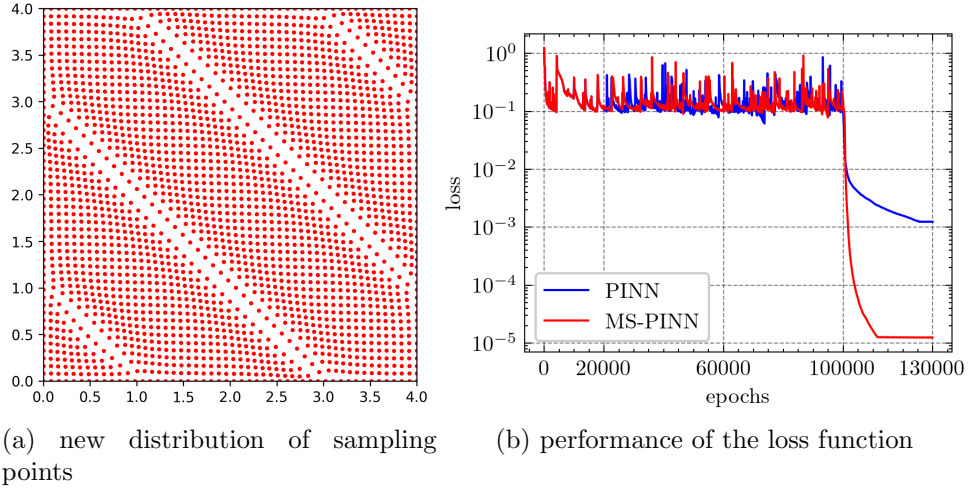 4.0
3.5
3.0
2.5
2.0
1.5
1.0
0.5
0.0
0.0 0.5 1.0 1.5 2.0 2.5 3.0 3.5 4.0
(a) new distribution of sampling
points
10⁰
10⁻¹
10⁻²
10⁻³
10⁻⁴
10⁻⁵
loss
PINN
MS-PINN
0 20000 60000 100000 130000
epochs
(b) performance of the loss function